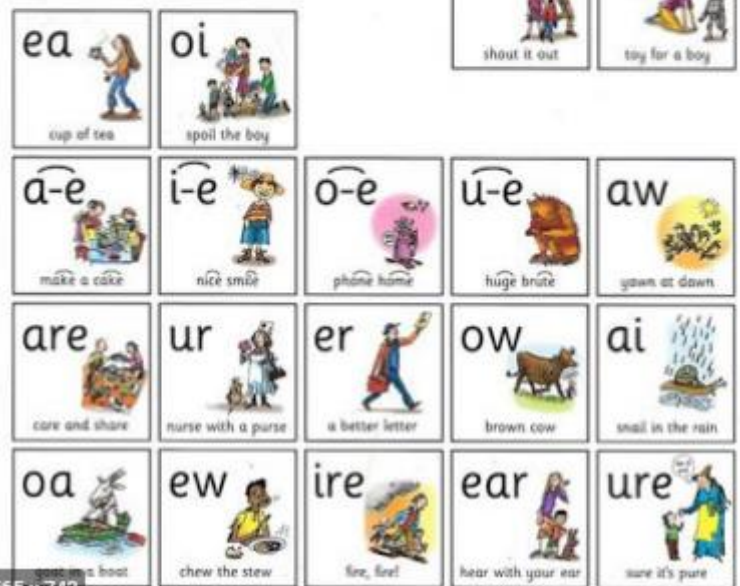 shout it out
toy for a boy
ea
cup of tea
oi
spoil the boy
a-e
make a cake
i-e
nice smile
o-e
phone home
u-e
huge brute
aw
yawn at dawn
are
care and share
ur
nurse with a purse
er
a better letter
ow
brown cow
ai
snail in the rain
oa
goat in a boat
ew
chew the stew
ire
fire, fire!
ear
hear with your ear
ure
sure it's pure